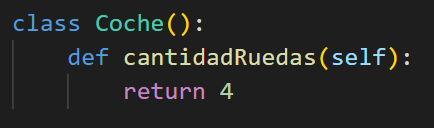 class Coche():
    def cantidadRuedas(self):
        return 4